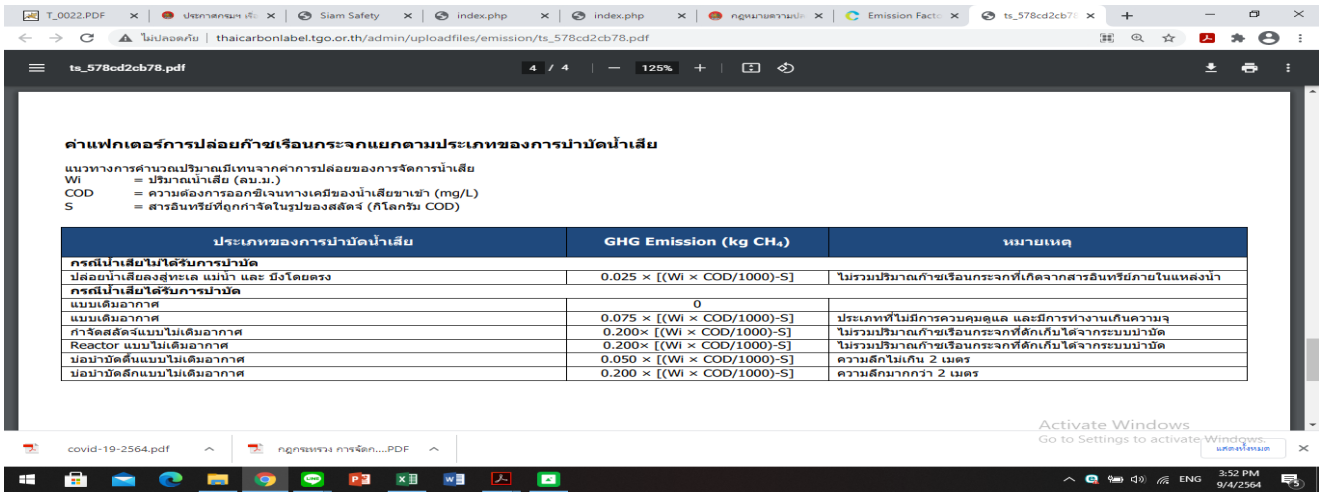 T_0022.PDF
ประกาศกรมฯ เรื่
Siam Safety
index.php
index.php
กฎหมายความปล
Emission Facto
ts_578cd2cb78
ไม่ปลอดภัย | thaicarbonlabel.tgo.or.th/admin/uploadfiles/emission/ts_578cd2cb78.pdf
ts_578cd2cb78.pdf
4 / 4
125%
ค่าแฟกเตอร์การปล่อยก๊าซเรือนกระจกแยกตามประเภทของการบำบัดน้ำเสีย
แนวทางการคำนวณปริมาณมีเทนจากค่าการปล่อยของการจัดการน้ำเสีย
Wi = ปริมาณน้ำเสีย (ลบ.ม.)
COD = ความต้องการออกซิเจนทางเคมีของน้ำเสียขาเข้า (mg/L)
S = สารอินทรีย์ที่ถูกกำจัดในรูปของสลัดจ์ (กิโลกรัม COD)
ประเภทของการบำบัดน้ำเสีย GHG Emission (kg CH₄) หมายเหตุ
กรณีน้ำเสียไม่ได้รับการบำบัด
ปล่อยน้ำเสียลงสู่ทะเล แม่น้ำ และ บึงโดยตรง 0.025 × [(Wi × COD/1000)-S] ไม่รวมปริมาณก๊าซเรือนกระจกที่เกิดจากสารอินทรีย์ภายในแหล่งน้ำ
กรณีน้ำเสียได้รับการบำบัด
แบบเติมอากาศ 0
แบบเติมอากาศ 0.075 × [(Wi × COD/1000)-S] ประเภทที่ไม่มีการควบคุมดูแล และมีการทำงานเกินความจุ
กำจัดสลัดจ์แบบไม่เติมอากาศ 0.200× [(Wi × COD/1000)-S] ไม่รวมปริมาณก๊าซเรือนกระจกที่ดักเก็บได้จากระบบบำบัด
Reactor แบบไม่เติมอากาศ 0.200× [(Wi × COD/1000)-S] ไม่รวมปริมาณก๊าซเรือนกระจกที่ดักเก็บได้จากระบบบำบัด
บ่อบำบัดตื้นแบบไม่เติมอากาศ 0.050 × [(Wi × COD/1000)-S] ความลึกไม่เกิน 2 เมตร
บ่อบำบัดลึกแบบไม่เติมอากาศ 0.200 × [(Wi × COD/1000)-S] ความลึกมากกว่า 2 เมตร
Activate Windows
Go to Settings to activate Windows.
covid-19-2564.pdf
กฎกระทรวง การจัดก....PDF
แสดงทั้งหมด
ENG
3:52 PM
9/4/2564